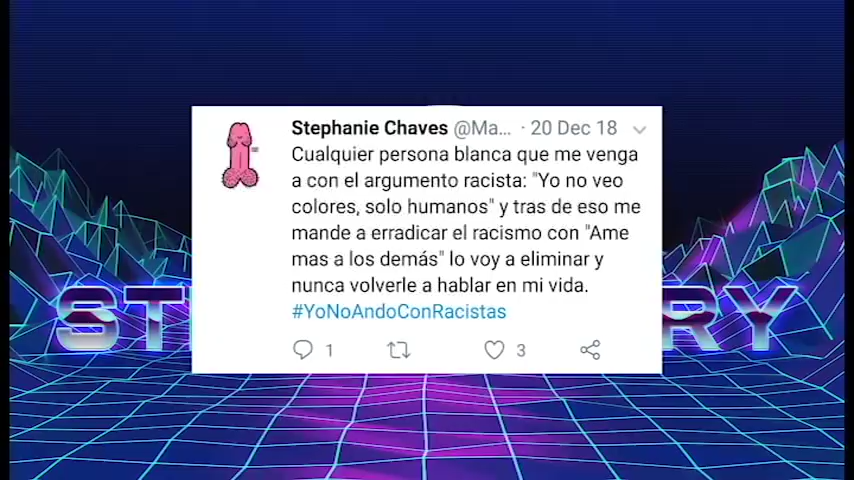 Stephanie Chaves @Ma... · 20 Dec 18
Cualquier persona blanca que me venga
a con el argumento racista: "Yo no veo
colores, solo humanos" y tras de eso me
mande a erradicar el racismo con "Ame
mas a los demás" lo voy a eliminar y
nunca volverle a hablar en mi vida.
#YoNoAndoConRacistas
1
3
ST
RY